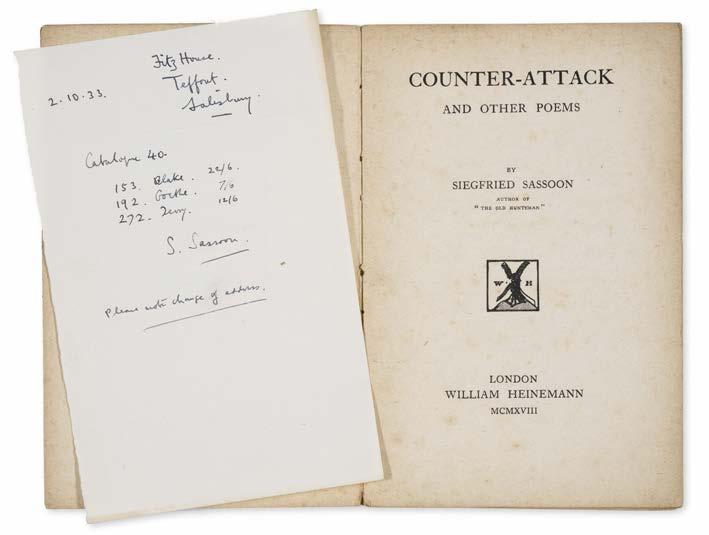 Fitz House.
Teffont.
Salisbury.
2.10.33.
Catalogue 40.
153. Blake. 22/6.
192. Goethe. 7/6
272. 12/6
S. Sassoon.
please note change of address.
COUNTER-ATTACK
AND OTHER POEMS
BY
SIEGFRIED SASSOON
AUTHOR OF
"THE OLD HUNTSMAN"
W H
LONDON
WILLIAM HEINEMANN
MCMXVIII